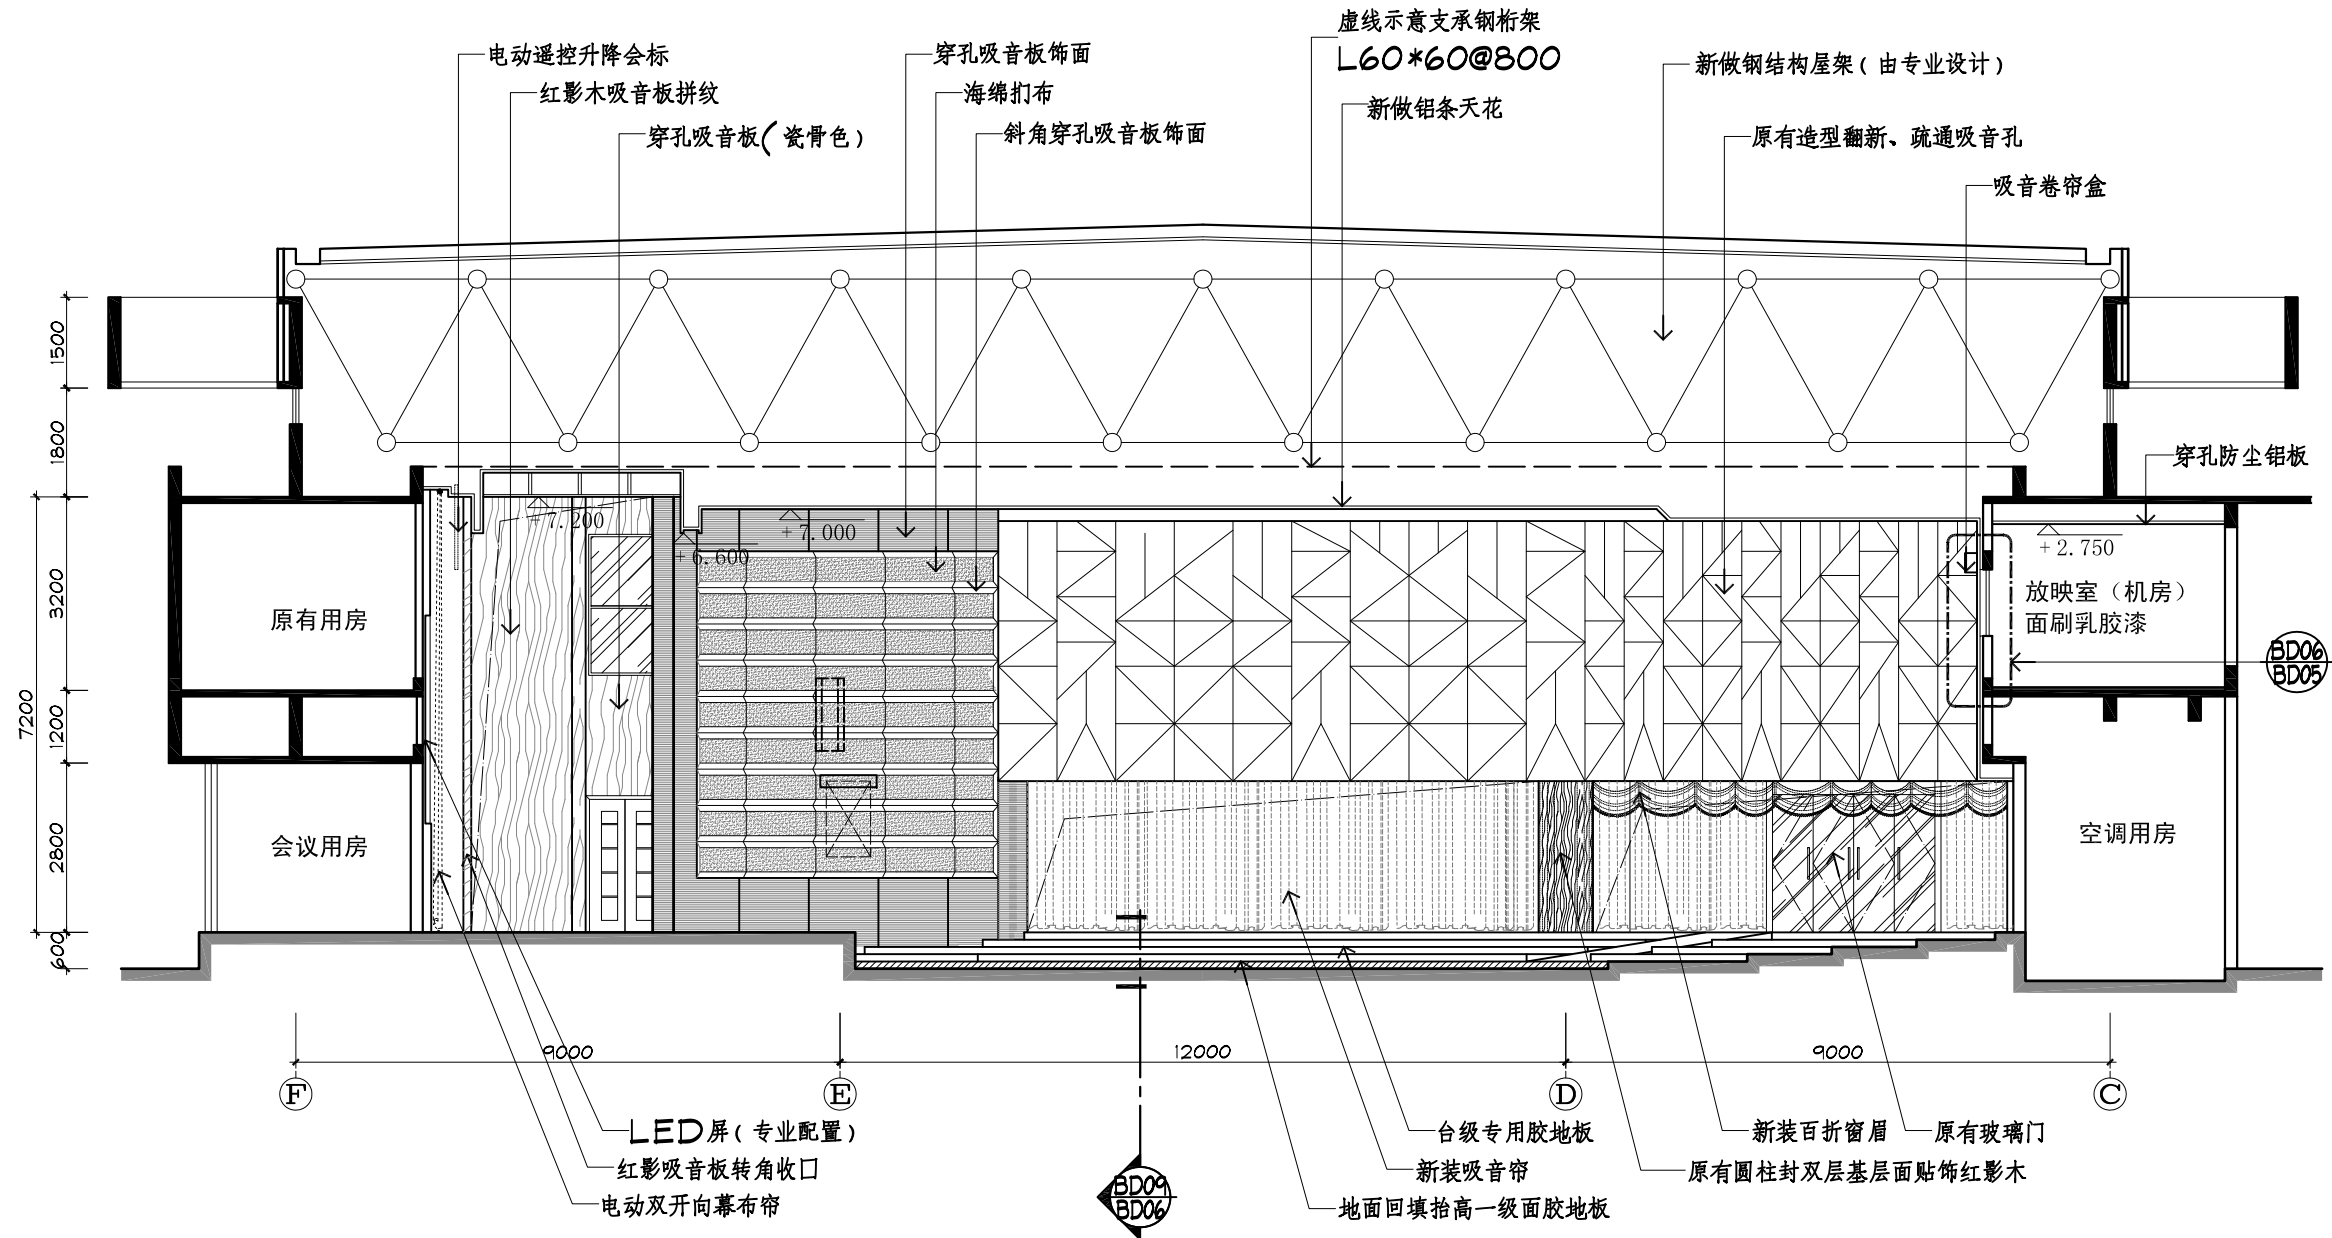 虚线示意支承钢桁架
L60*60@800
电动遥控升降会标
穿孔吸音板饰面
新做钢结构屋架(由专业设计)
红影木吸音板拼纹
海绵扪布
新做铝条天花
穿孔吸音板(瓷骨色)
斜角穿孔吸音板饰面
原有造型翻新、疏通吸音孔
吸音卷帘盒
1500
1800
穿孔防尘铝板
+7.200
+7.000
+6.600
+2.750
3200
原有用房
放映室（机房）
面刷乳胶漆
BD06
BD05
7200
1200
2800
会议用房
空调用房
600
9000
12000
9000
F
E
D
C
LED屏(专业配置)
台级专用胶地板
新装百折窗眉
原有玻璃门
红影吸音板转角收口
新装吸音帘
原有圆柱封双层基层面贴饰红影木
BD09
BD06
电动双开向幕布帘
地面回填抬高一级面胶地板